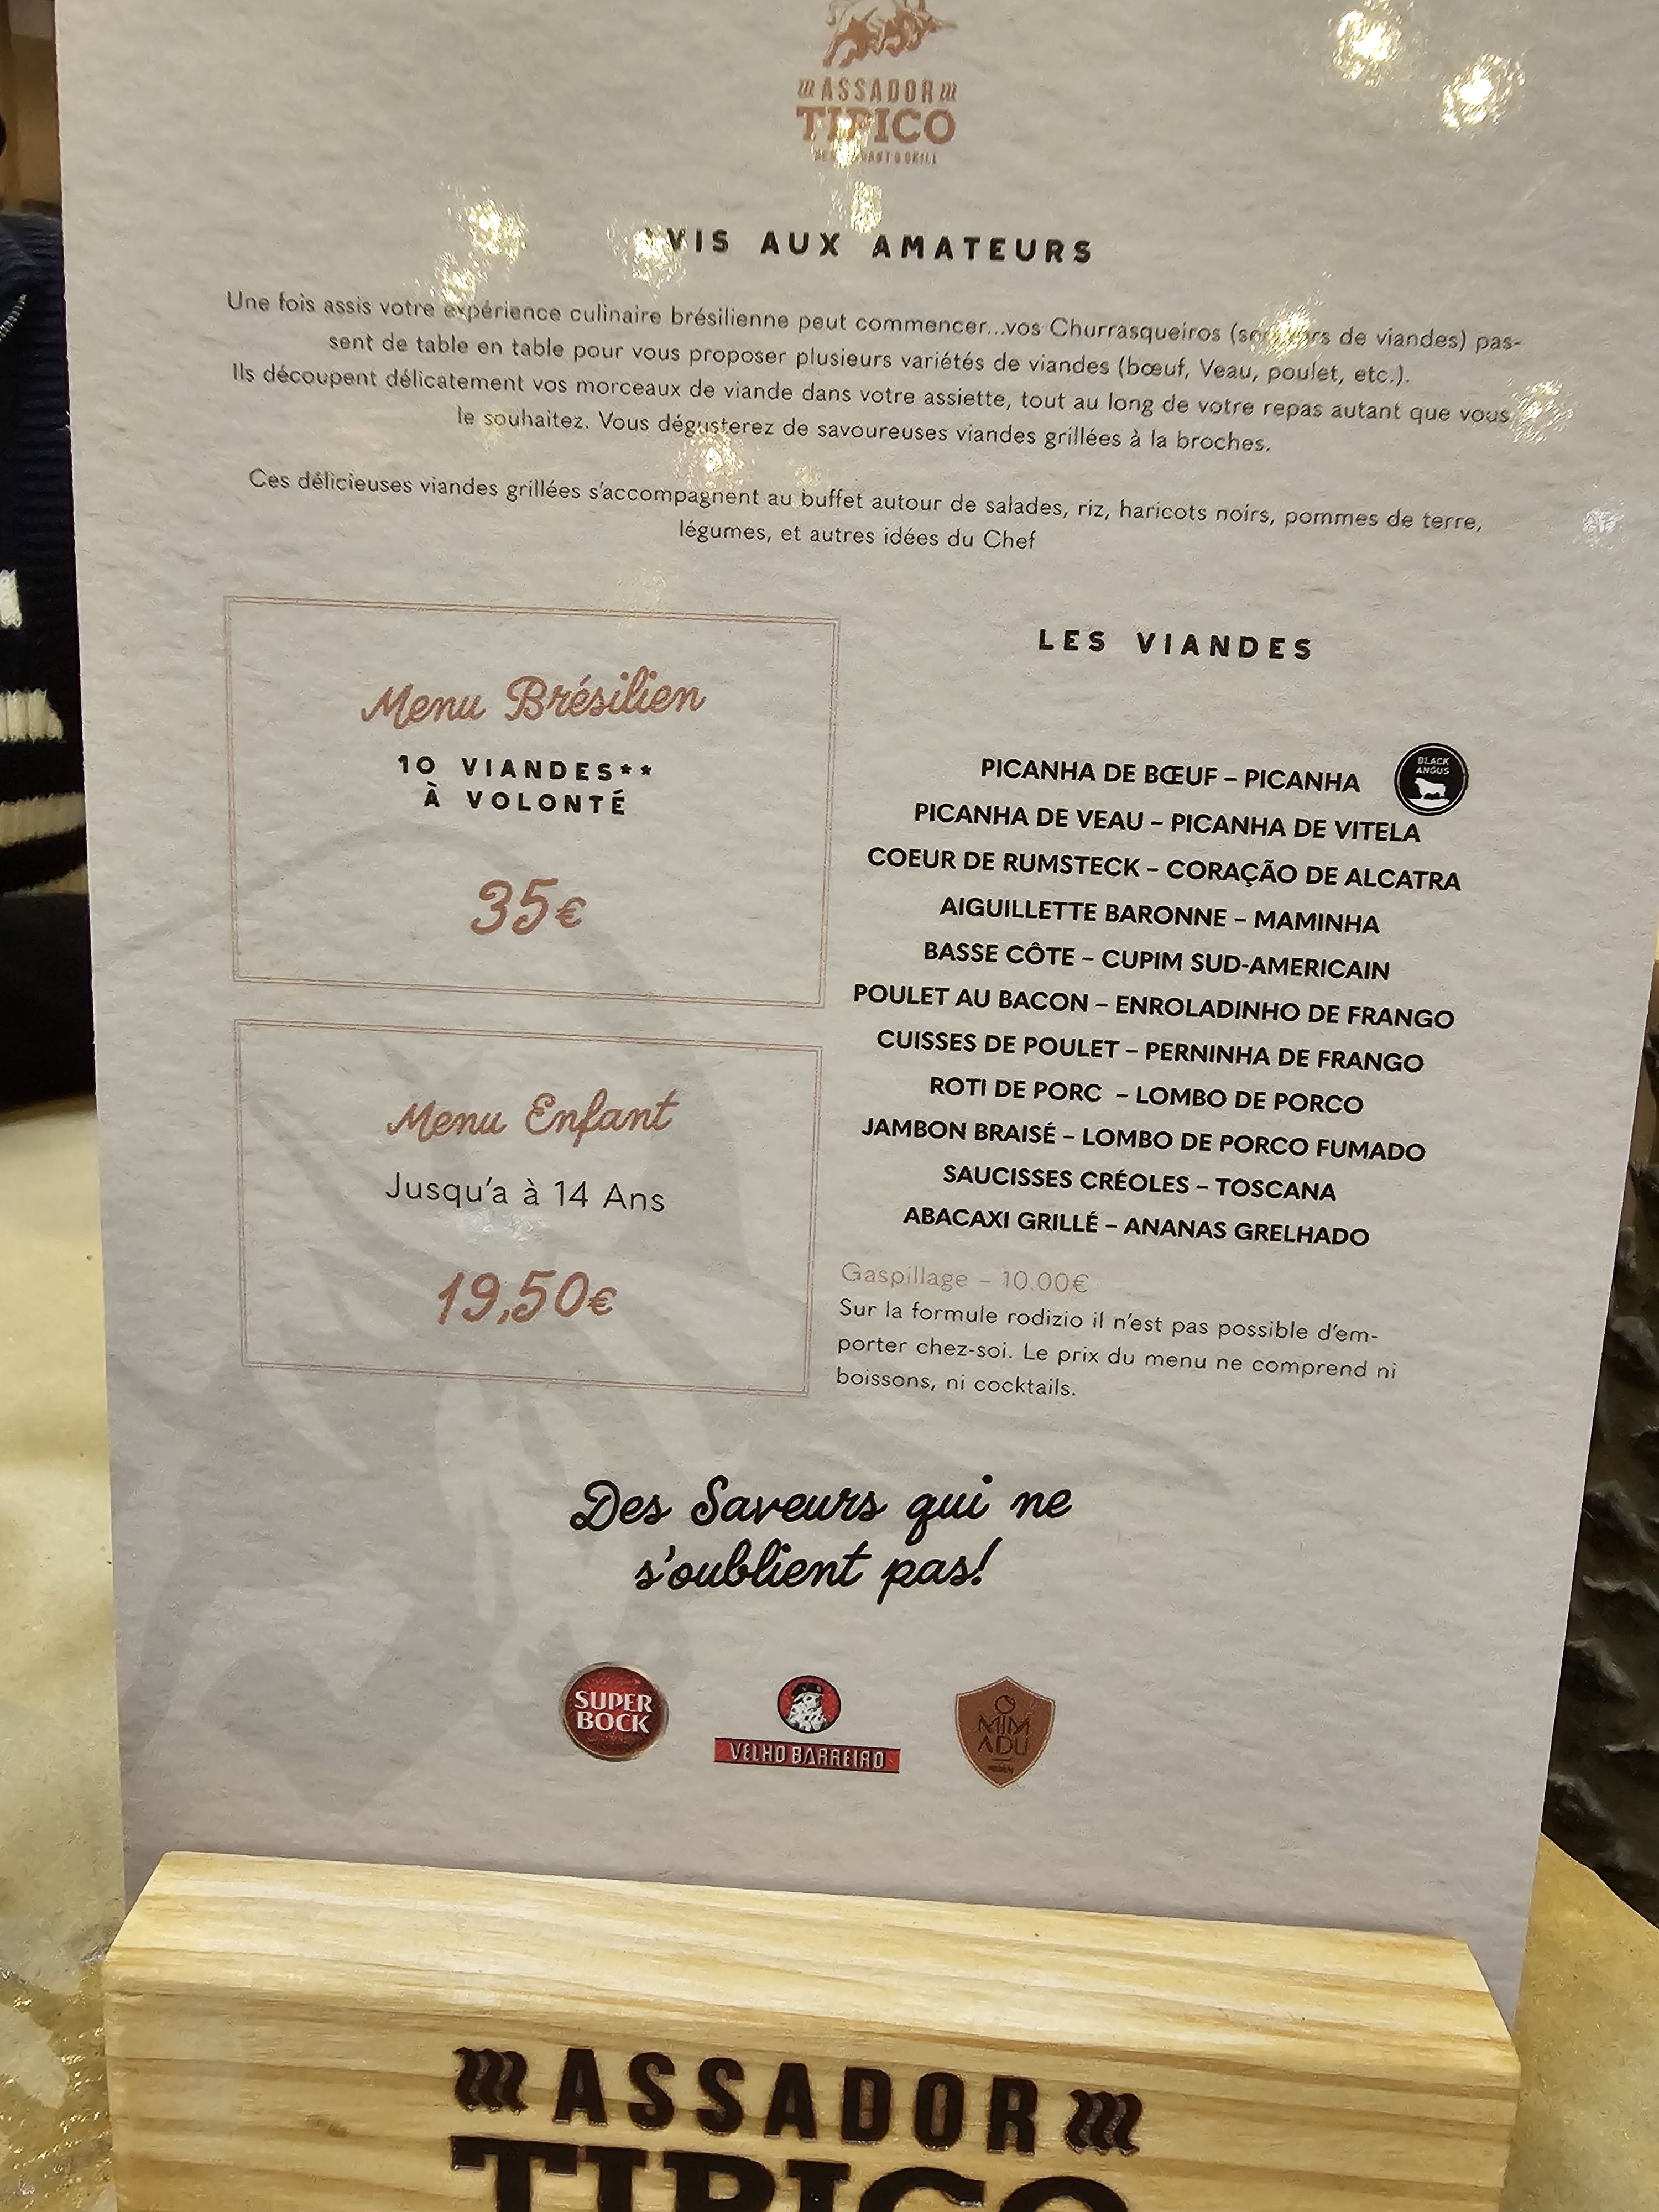 ASSADOR
TIPICO
AVIS AUX AMATEURS
Une fois assis votre expérience culinaire brésilienne peut commencer...vos Churrasqueiros (serveurs de viandes) pas-
sent de table en table pour vous proposer plusieurs variétés de viandes (bœuf, Veau, poulet, etc.).
Ils découpent délicatement vos morceaux de viande dans votre assiette, tout au long de votre repas autant que vous
le souhaitez. Vous dégusterez de savoureuses viandes grillées à la broches.
Ces délicieuses viandes grillées s'accompagnent au buffet autour de salades, riz, haricots noirs, pommes de terre,
légumes, et autres idées du Chef
Menu Brésilien
10 VIANDES**
À VOLONTÉ
35€
Menu Enfant
Jusqu'a à 14 Ans
19,50€
LES VIANDES
PICANHA DE BŒUF – PICANHA
BLACK
ANGUS
PICANHA DE VEAU – PICANHA DE VITELA
COEUR DE RUMSTECK – CORAÇÃO DE ALCATRA
AIGUILLETTE BARONNE – MAMINHA
BASSE CÔTE – CUPIM SUD-AMERICAIN
POULET AU BACON – ENROLADINHO DE FRANGO
CUISSES DE POULET – PERNINHA DE FRANGO
ROTI DE PORC – LOMBO DE PORCO
JAMBON BRAISÉ – LOMBO DE PORCO FUMADO
SAUCISSES CRÉOLES – TOSCANA
ABACAXI GRILLÉ – ANANAS GRELHADO
Gaspillage – 10.00€
Sur la formule rodizio il n'est pas possible d'em-
porter chez-soi. Le prix du menu ne comprend ni
boissons, ni cocktails.
Des Saveurs qui ne
s'oublient pas!
SUPER
BOCK
VELHO BARREIRO
O
MIM
ADU
ASSADOR
TIPICO